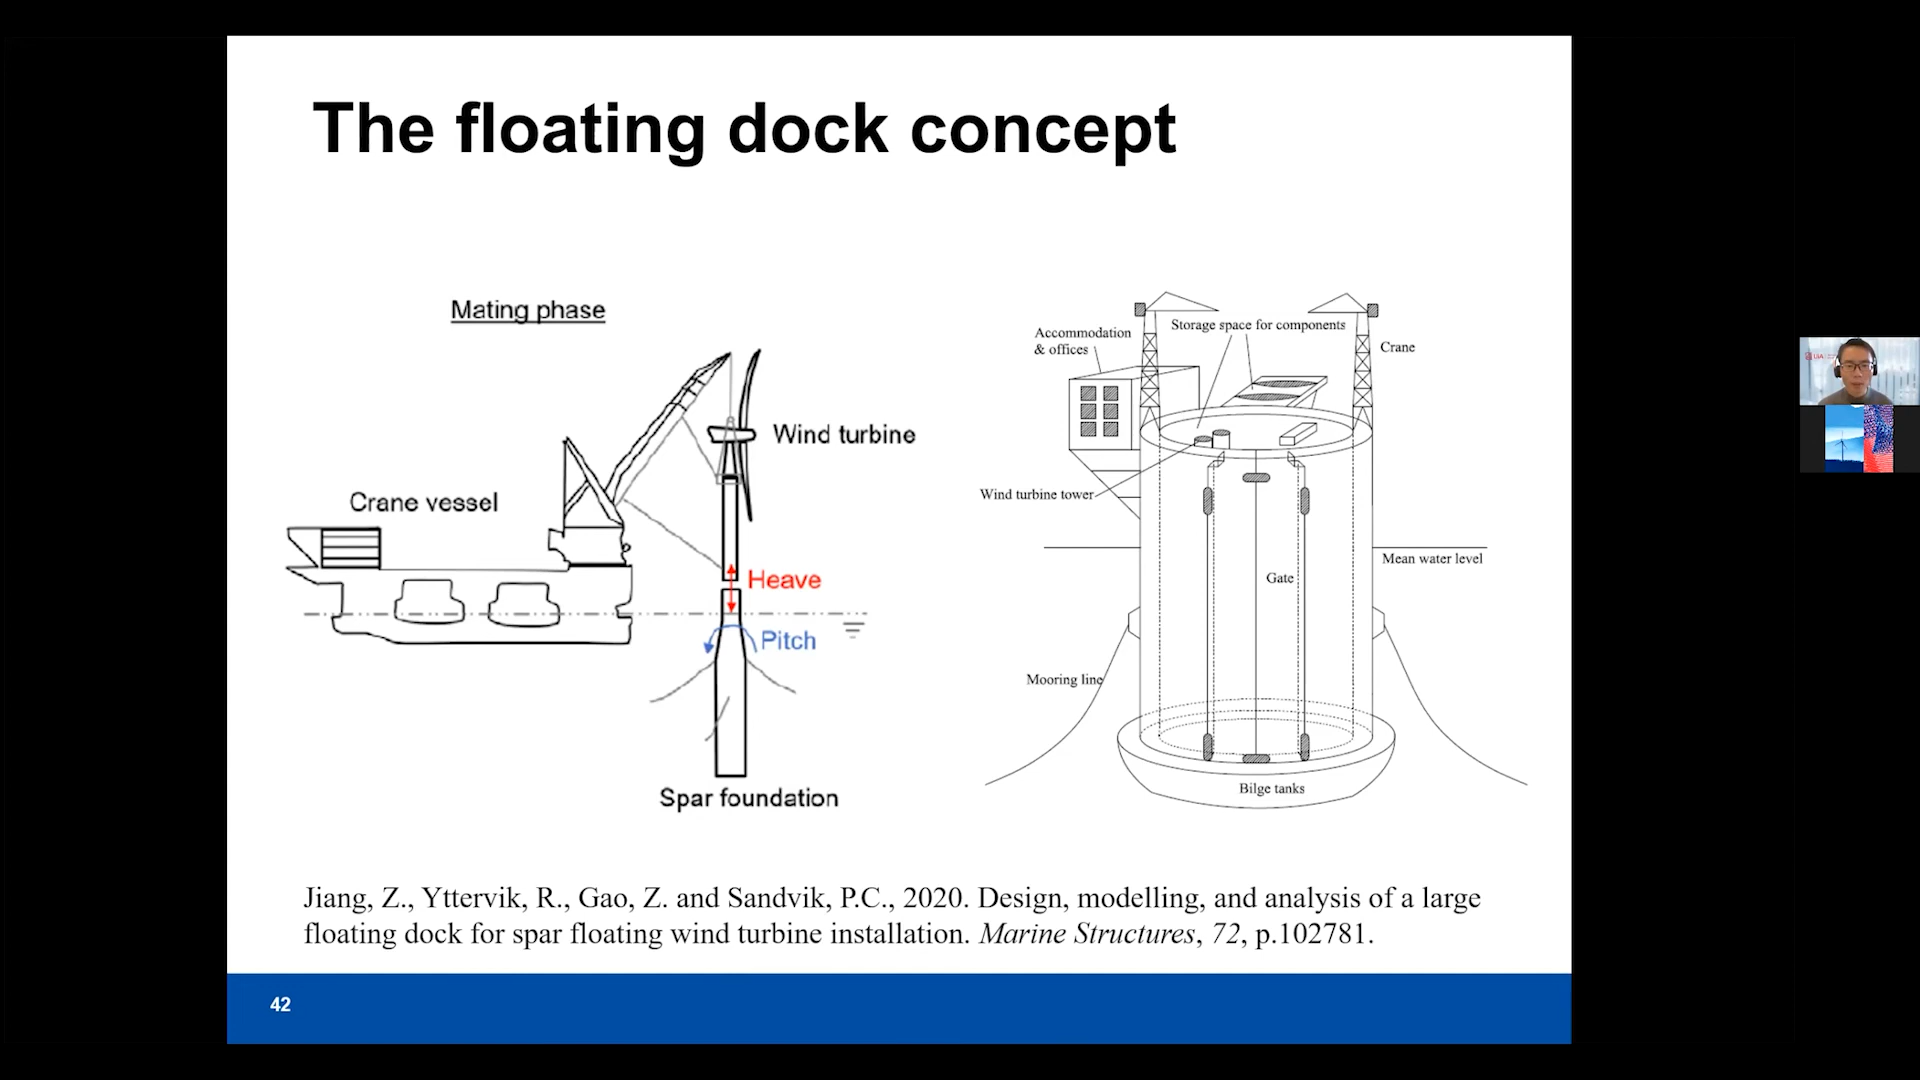 The floating dock concept
Mating phase
Wind turbine
Crane vessel
Heave
Pitch
Spar foundation
Accommodation
& offices
Storage space for components
Crane
Wind turbine tower
Mean water level
Gate
Mooring line
Bilge tanks
Jiang, Z., Yttervik, R., Gao, Z. and Sandvik, P.C., 2020. Design, modelling, and analysis of a large
floating dock for spar floating wind turbine installation. Marine Structures, 72, p.102781.
42